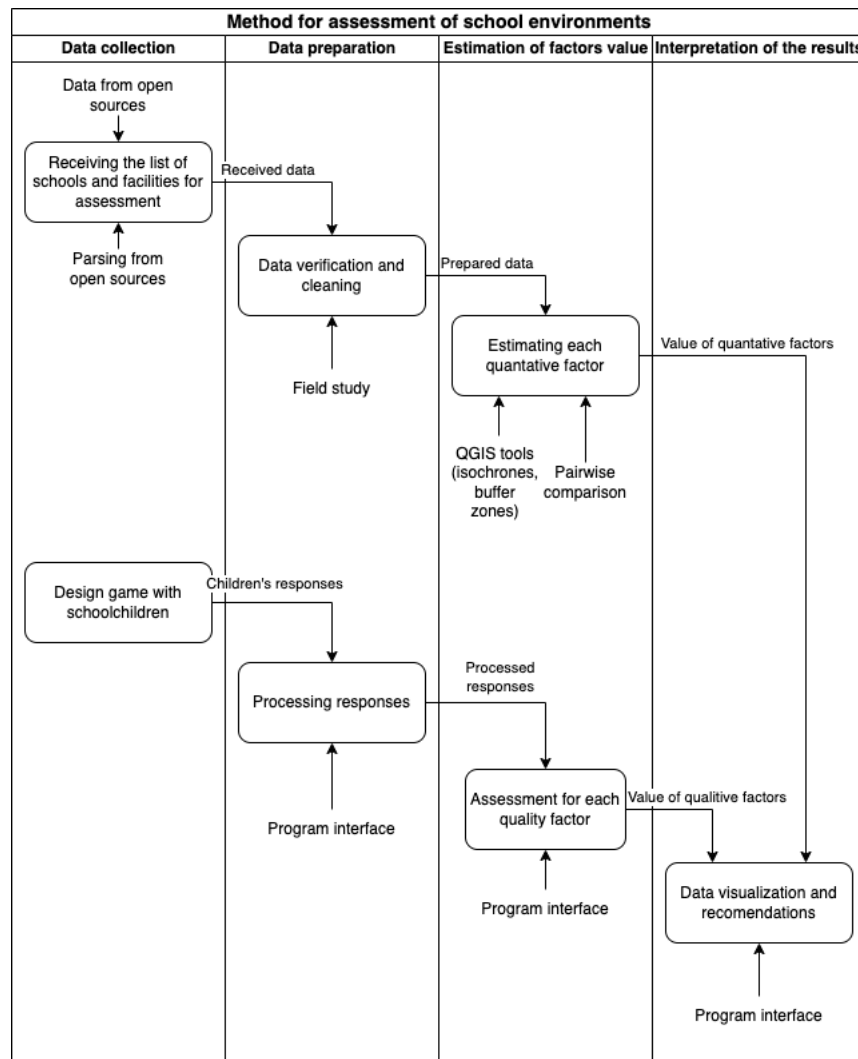 Method for assessment of school environments
Data collection
Data preparation
Estimation of factors value
Interpretation of the results
Data from open
sources
Receiving the list of
schools and facilities for
assessment
Received data
Parsing from
open sources
Data verification and
cleaning
Prepared data
Field study
Estimating each
quantative factor
Value of quantative factors
QGIS tools
(isochrones,
buffer
zones)
Pairwise
comparison
Design game with
schoolchildren
Children's responses
Processing responses
Processed
responses
Program interface
Assessment for each
quality factor
Value of qualitive factors
Program interface
Data visualization and
recomendations
Program interface